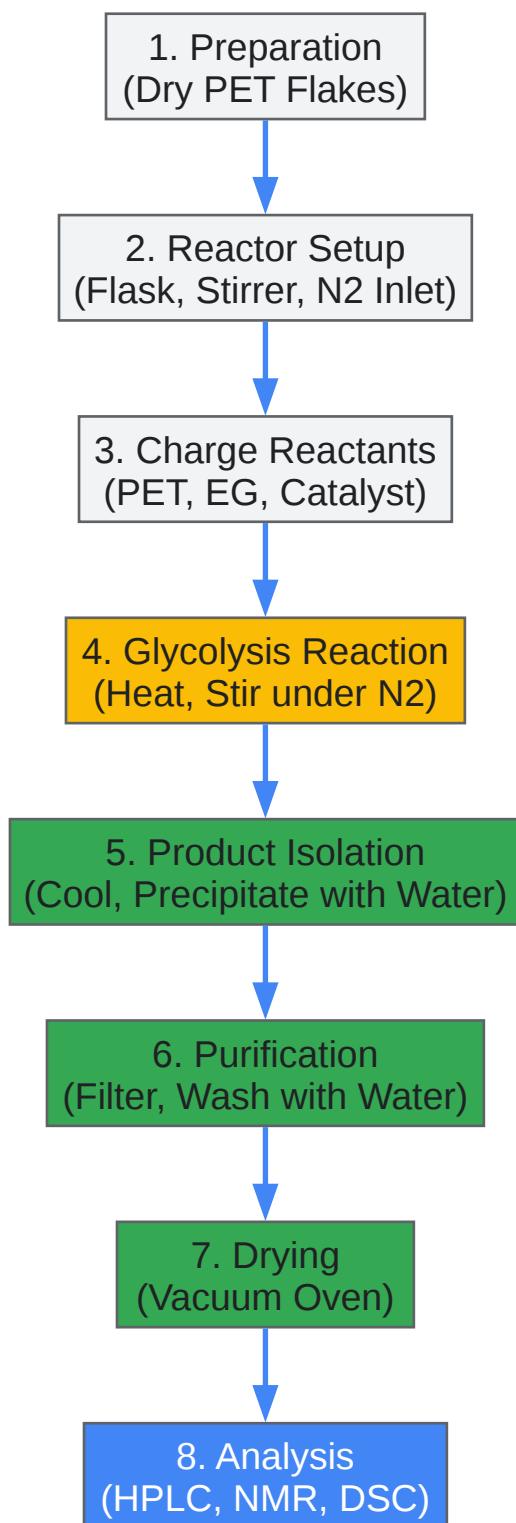 1. Preparation
(Dry PET Flakes)
2. Reactor Setup
(Flask, Stirrer, N2 Inlet)
3. Charge Reactants
(PET, EG, Catalyst)
4. Glycolysis Reaction
(Heat, Stir under N2)
5. Product Isolation
(Cool, Precipitate with Water)
6. Purification
(Filter, Wash with Water)
7. Drying
(Vacuum Oven)
8. Analysis
(HPLC, NMR, DSC)